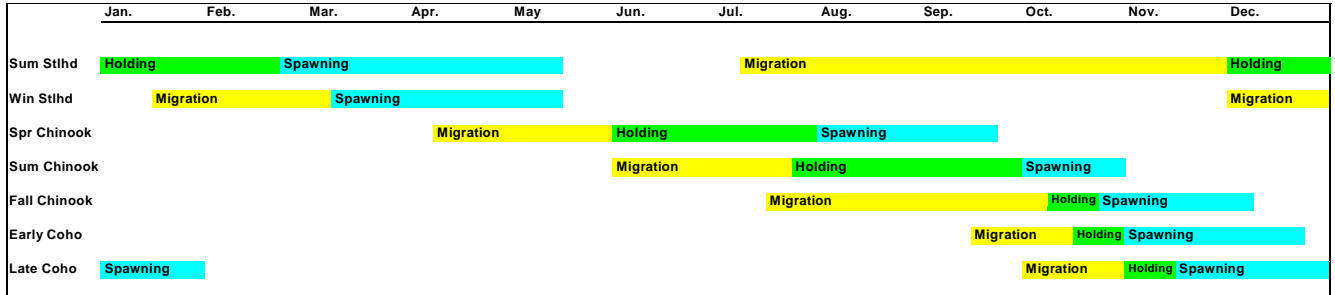 Jan. Feb. Mar. Apr. May Jun. Jul. Aug. Sep. Oct. Nov. Dec.
Sum Stlhd Holding Spawning Migration Holding
Win Stlhd Migration Spawning Migration
Spr Chinook Migration Holding Spawning
Sum Chinook Migration Holding Spawning
Fall Chinook Migration Holding Spawning
Early Coho Migration Holding Spawning
Late Coho Spawning Migration Holding Spawning